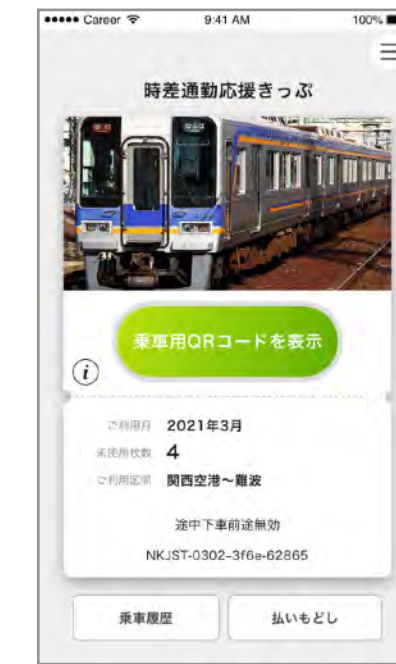 ●●●●● Career 9:41 AM 100%
時差通勤応援きっぷ
なんば
乗車用QRコードを表示
i
ご利用月 2021年3月
未使用枚数 4
ご利用区間 関西空港～難波
途中下車前途無効
NKJST-0302-3f6e-62865
乗車履歴 払いもどし